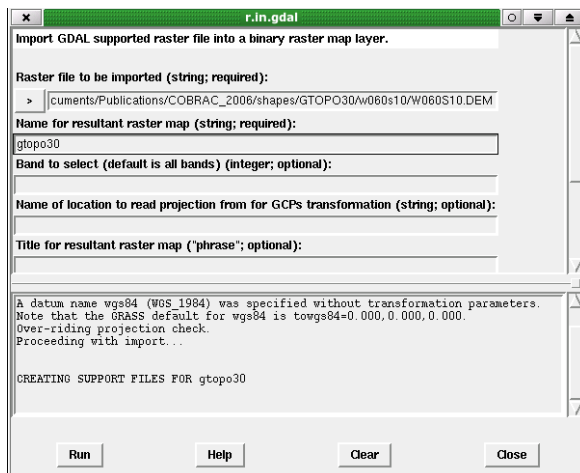 r.in.gdal
Import GDAL supported raster file into a binary raster map layer.
Raster file to be imported (string; required):
> cuments/Publications/COBRAC_2006/shapes/GTOPO30/w060s10/W060S10.DEM
Name for resultant raster map (string; required):
gtopo30
Band to select (default is all bands) (integer; optional):
Name of location to read projection from for GCPs transformation (string; optional):
Title for resultant raster map ("phrase"; optional):
A datum name wgs84 (WGS_1984) was specified without transformation parameters.
Note that the GRASS default for wgs84 is towgs84=0.000,0.000,0.000.
Over-riding projection check.
Proceeding with import...
CREATING SUPPORT FILES FOR gtopo30
Run Help Clear Close